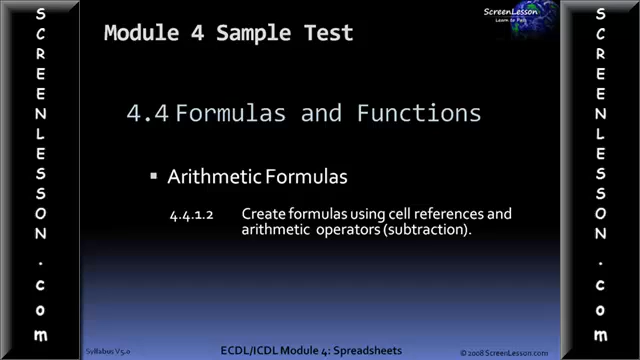 SCREENLESSON.com
ScreenLesson
Learn to Pass
Module 4 Sample Test
4.4 Formulas and Functions
▪ Arithmetic Formulas
4.4.1.2 Create formulas using cell references and
arithmetic operators (subtraction).
Syllabus V5.0
ECDL/ICDL Module 4: Spreadsheets
© 2008 ScreenLesson.com
SCREENLESSON.com